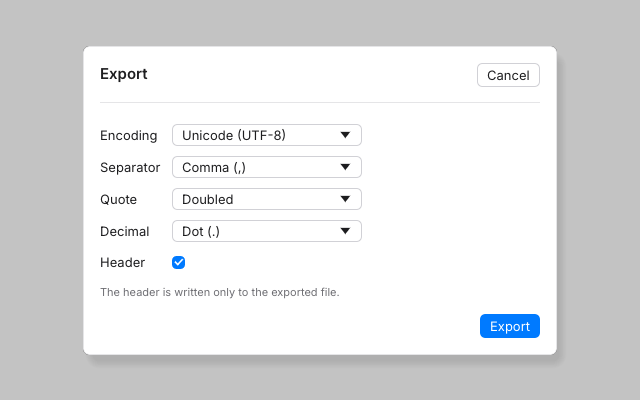 Export
Cancel
Encoding Unicode (UTF-8)
Separator Comma (,)
Quote Doubled
Decimal Dot (.)
Header
The header is written only to the exported file.
Export